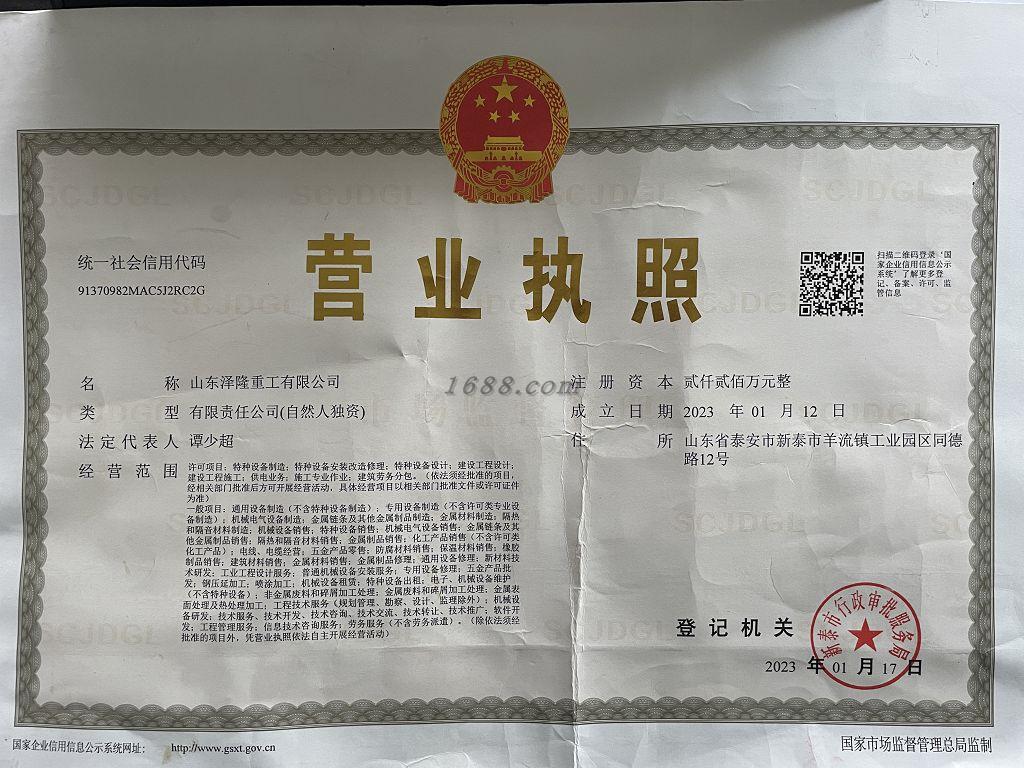 SCJDGL SCJDGL SCJDGL
营业执照
统一社会信用代码
91370982MAC5J2RC2G
扫描二维码登录‘国
家企业信用信息公示
系统’了解更多登
记、备案、许可、监
管信息
1688.com
名 称 山东泽隆重工有限公司
类 型 有限责任公司(自然人独资)
法定代表人 谭少超
经营范围 许可项目：特种设备制造；特种设备安装改造修理；特种设备设计；建设工程设计；
建设工程施工；供电业务；施工专业作业；建筑劳务分包。（依法须经批准的项目，
经相关部门批准后方可开展经营活动，具体经营项目以相关部门批准文件或许可证件
为准）
一般项目：通用设备制造（不含特种设备制造）；专用设备制造（不含许可类专业设
备制造）；机械电气设备制造；金属链条及其他金属制品制造；金属材料制造；隔热
和隔音材料制造；机械设备销售；特种设备销售；机械电气设备销售；金属链条及其
他金属制品销售；隔热和隔音材料销售；金属制品销售；化工产品销售（不含许可类
化工产品）；电线、电缆经营；五金产品零售；防腐材料销售；保温材料销售；橡胶
制品销售；建筑材料销售；金属材料销售；金属制品修理；通用设备修理；新材料技
术研发；工业工程设计服务；普通机械设备安装服务；专用设备修理；五金产品批
发；钢压延加工；喷涂加工；机械设备租赁；特种设备出租；电子、机械设备维护
（不含特种设备）；非金属废料和碎屑加工处理；金属废料和碎屑加工处理；金属表
面处理及热处理加工；工程技术服务（规划管理、勘察、设计、监理除外）；机械设
备研发；技术服务、技术开发、技术咨询、技术交流、技术转让、技术推广；软件开
发；工程管理服务；信息技术咨询服务；劳务服务（不含劳务派遣）。（除依法须经
批准的项目外，凭营业执照依法自主开展经营活动）
注册资本 贰仟贰佰万元整
成立日期 2023 年 01 月 12 日
住 所 山东省泰安市新泰市羊流镇工业园区同德
路12号
登记机关
新泰市行政审批服务局
2023 年 01 月 17 日
国家企业信用信息公示系统网址： http://www.gsxt.gov.cn
国家市场监督管理总局监制